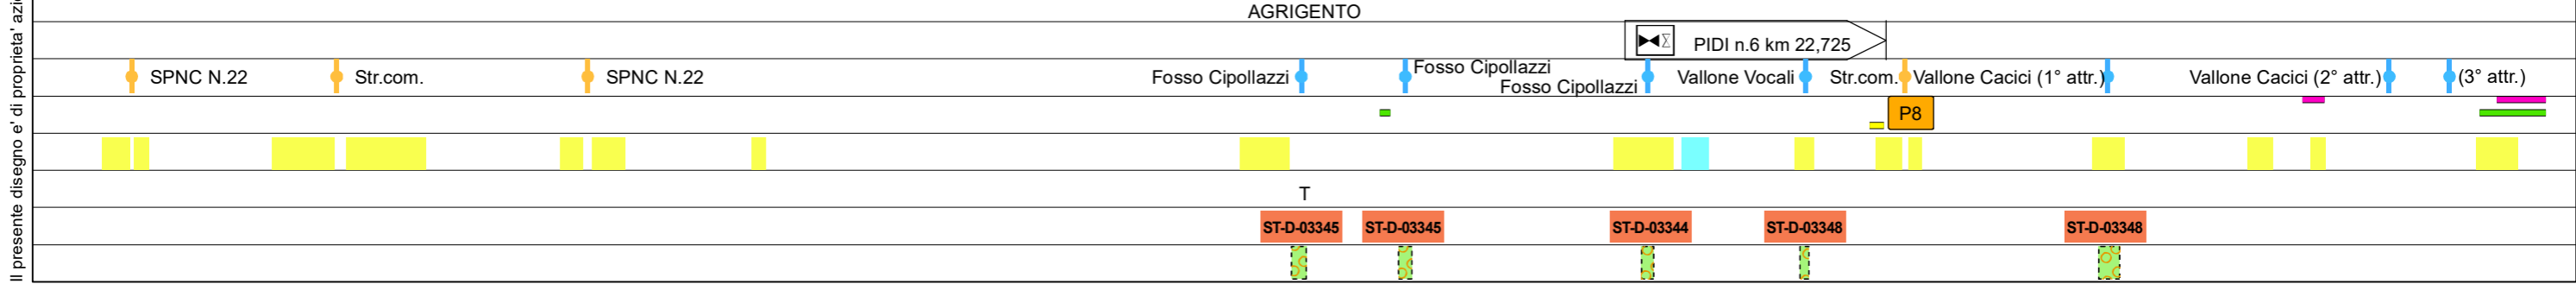 Il presente disegno e' di proprieta' azi
AGRIGENTO
PIDI n.6 km 22,725
SPNC N.22
Str.com.
SPNC N.22
Fosso Cipollazzi
Fosso Cipollazzi
Fosso Cipollazzi
Vallone Vocali
Str.com.
Vallone Cacici (1° attr.)
Vallone Cacici (2° attr.)
(3° attr.)
P8
T
ST-D-03345
ST-D-03345
ST-D-03344
ST-D-03348
ST-D-03348